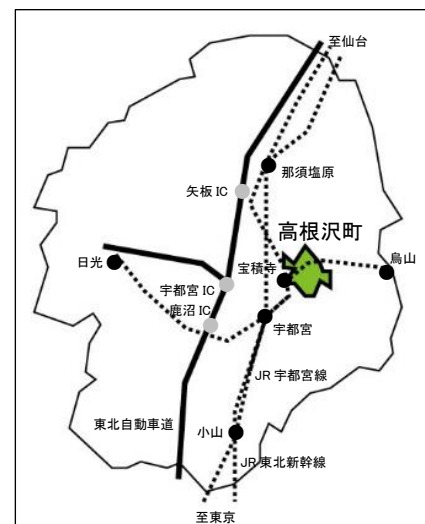 至仙台
那須塩原
矢板 IC
高根沢町
日光
宝積寺
烏山
宇都宮 IC
鹿沼 IC
宇都宮
JR 宇都宮線
東北自動車道
小山
JR 東北新幹線
至東京